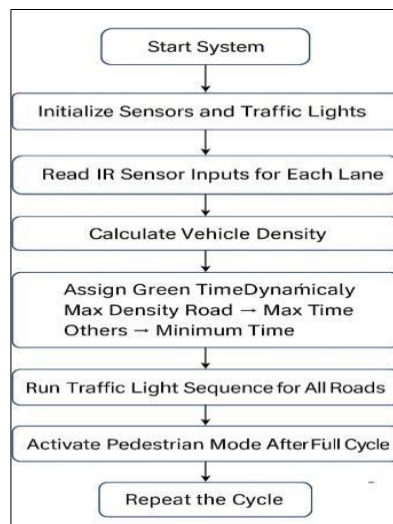 Start System
Initialize Sensors and Traffic Lights
Read IR Sensor Inputs for Each Lane
Calculate Vehicle Density
Assign Green TimeDynamicaly
Max Density Road → Max Time
Others → Minimum Time
Run Traffic Light Sequence for All Roads
Activate Pedestrian Mode AfterFull Cycle
Repeat the Cycle